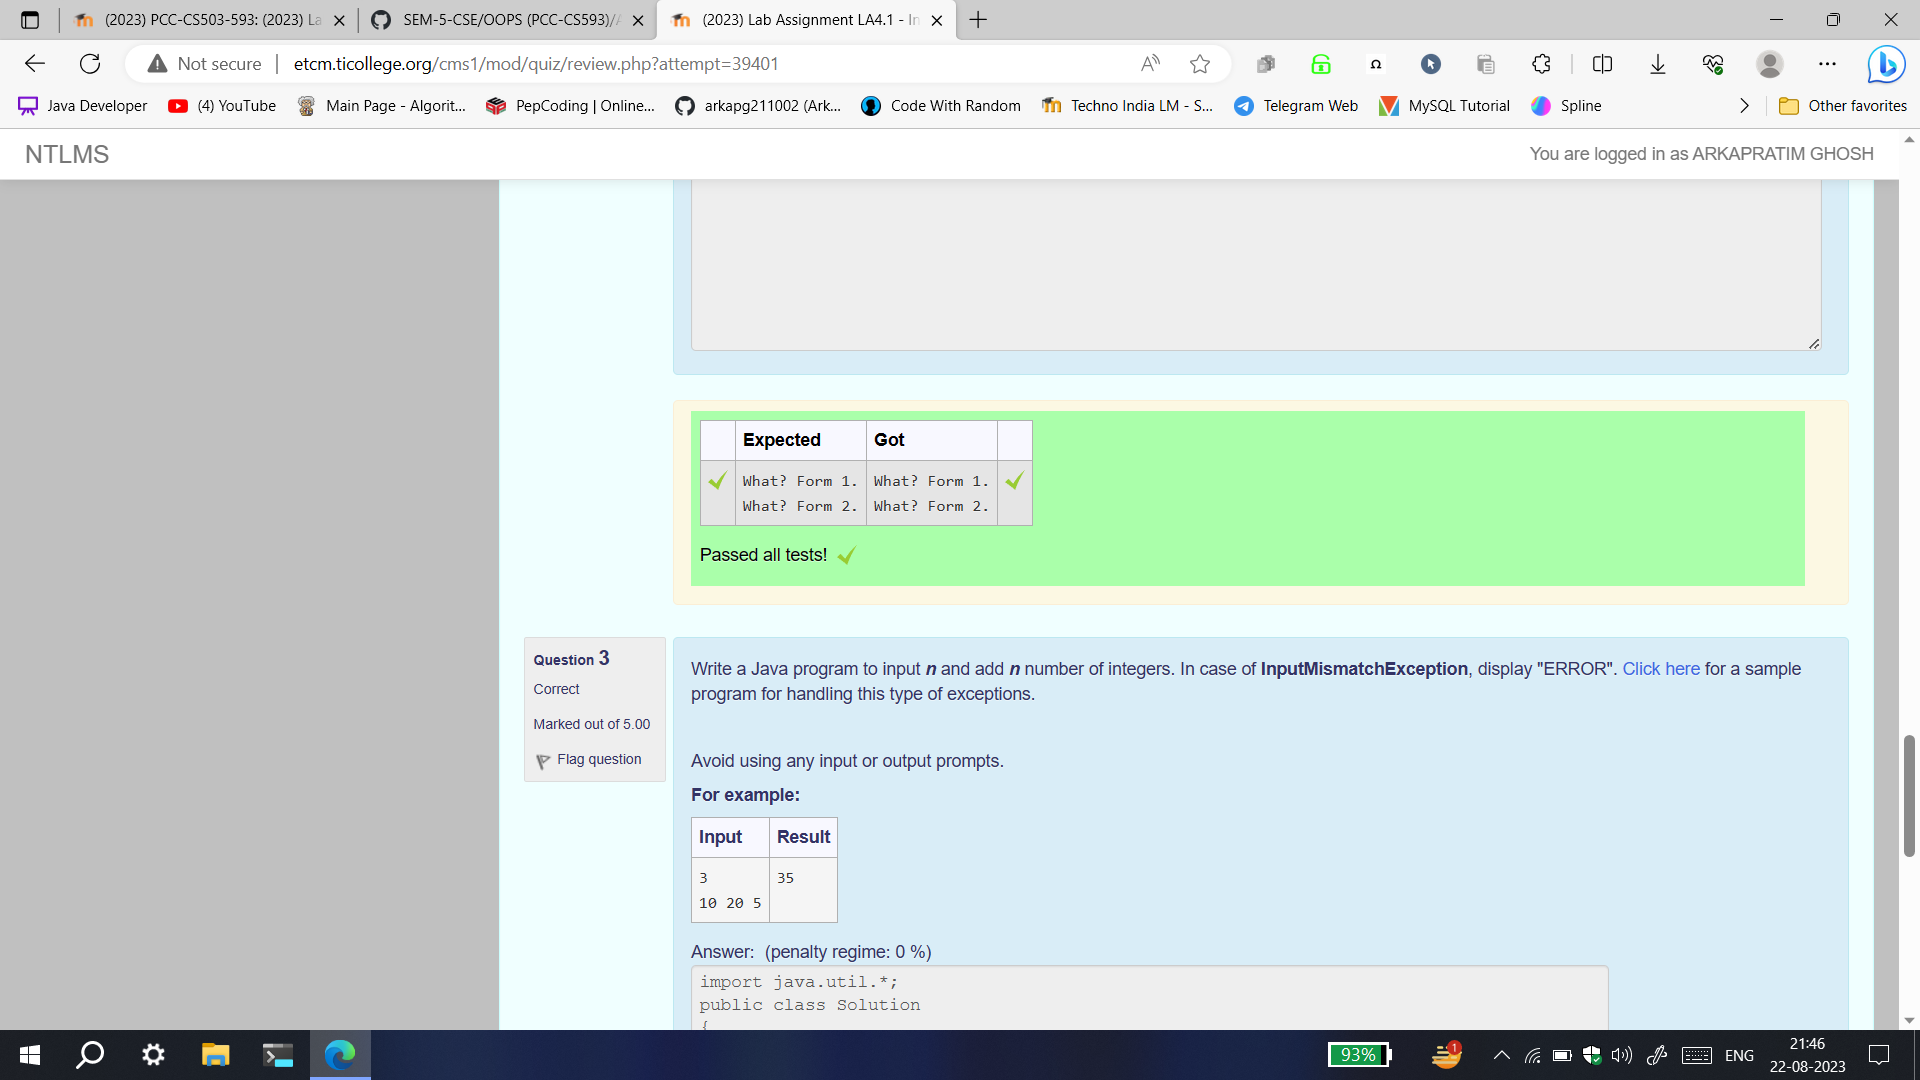 (2023) PCC-CS503-593: (2023) La
SEM-5-CSE/OOPS (PCC-CS593)/A
(2023) Lab Assignment LA4.1 - In
Not secure
etcm.ticollege.org/cms1/mod/quiz/review.php?attempt=39401
Java Developer
(4) YouTube
Main Page - Algorit...
PepCoding | Online...
arkapg211002 (Ark...
Code With Random
Techno India LM - S...
Telegram Web
MySQL Tutorial
Spline
Other favorites
NTLMS
You are logged in as ARKAPRATIM GHOSH
Expected Got
What? Form 1. What? Form 1.
What? Form 2. What? Form 2.
Passed all tests!
Question 3
Correct
Marked out of 5.00
Flag question
Write a Java program to input n and add n number of integers. In case of InputMismatchException, display "ERROR". Click here for a sample
program for handling this type of exceptions.
Avoid using any input or output prompts.
For example:
Input Result
3 35
10 20 5
Answer: (penalty regime: 0 %)
import java.util.*;
public class Solution
{
93%
1
ENG
21:46
22-08-2023